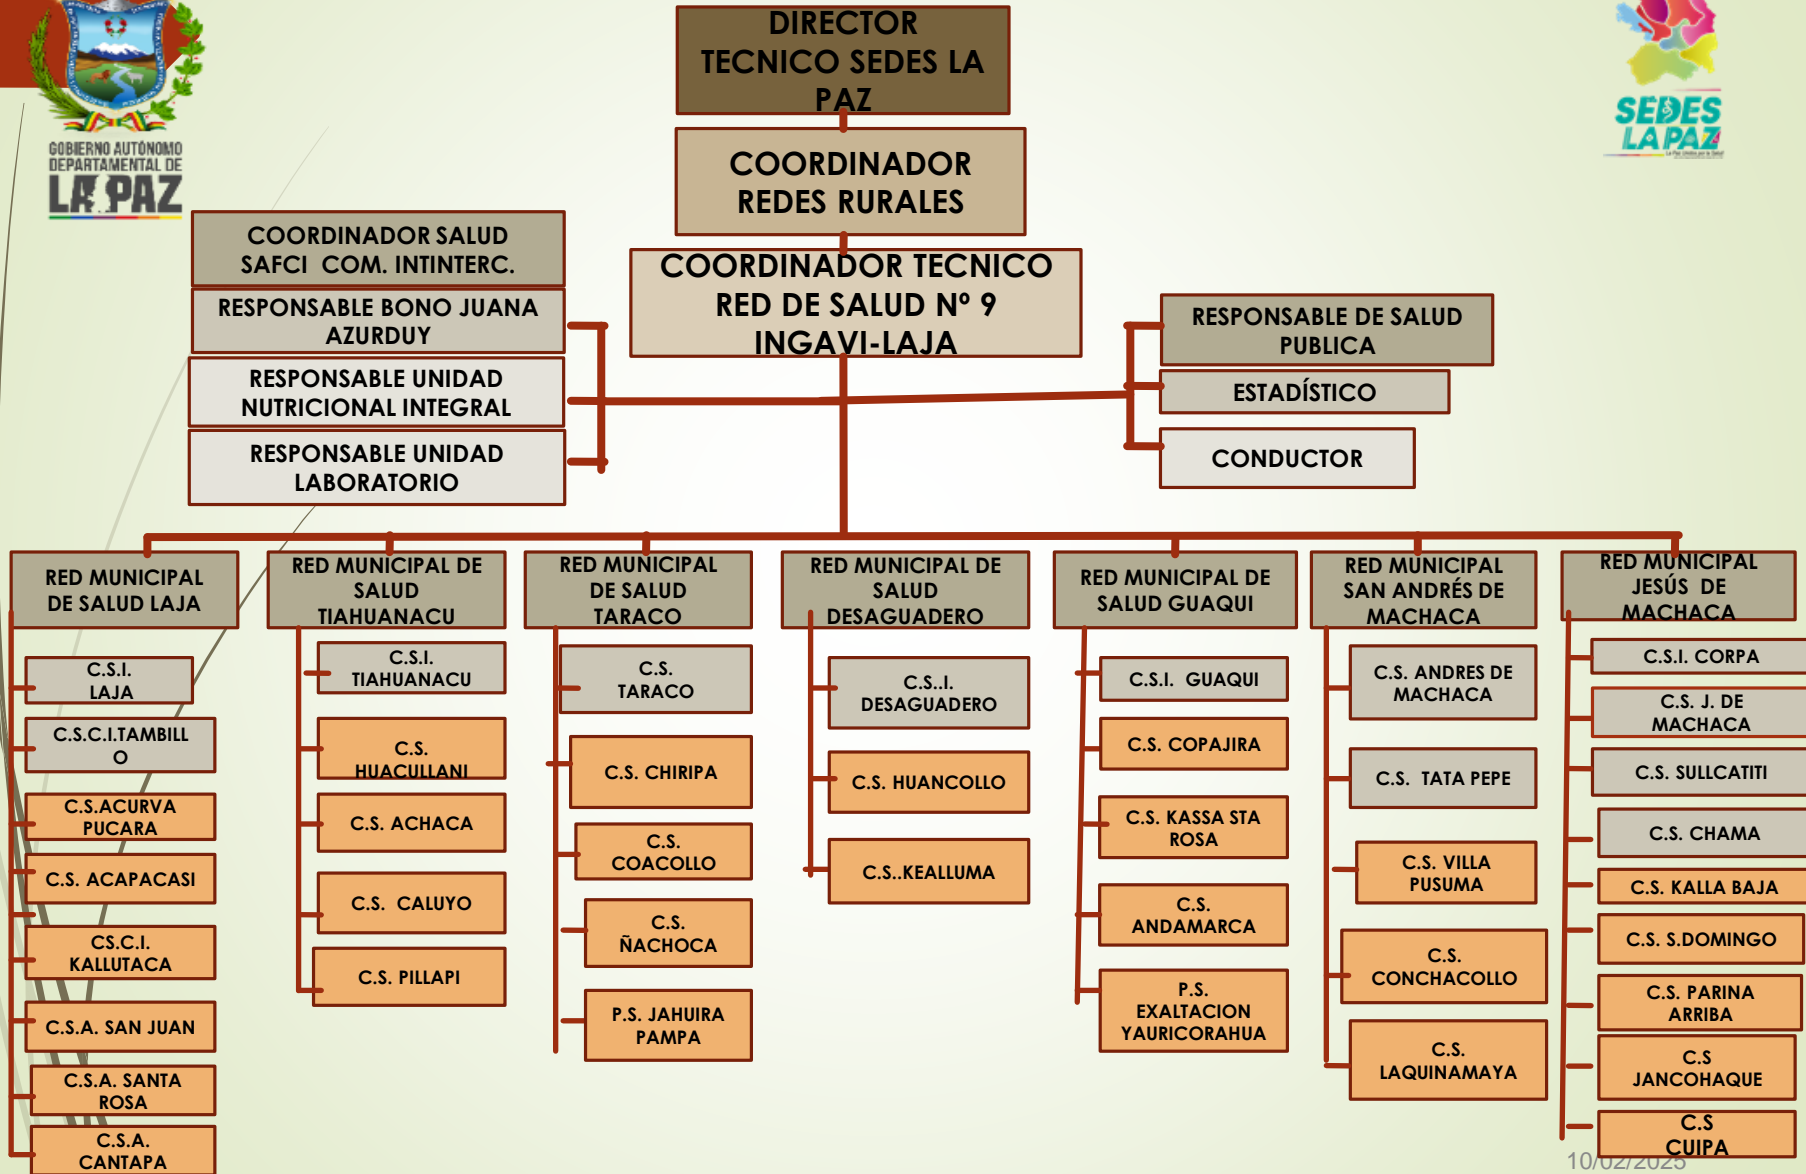 GOBIERNO AUTÓNOMO
DEPARTAMENTAL DE
LA PAZ
SEDES
LA PAZ
DIRECTOR
TECNICO SEDES LA
PAZ
COORDINADOR
REDES RURALES
COORDINADOR TECNICO
RED DE SALUD Nº 9
INGAVI-LAJA
COORDINADOR SALUD
SAFCI COM. INTINTERC.
RESPONSABLE BONO JUANA
AZURDUY
RESPONSABLE UNIDAD
NUTRICIONAL INTEGRAL
RESPONSABLE UNIDAD
LABORATORIO
RESPONSABLE DE SALUD
PUBLICA
ESTADÍSTICO
CONDUCTOR
RED MUNICIPAL
DE SALUD LAJA
C.S.I.
LAJA
C.S.C.I.TAMBILL
O
C.S.ACURVA
PUCARA
C.S. ACAPACASI
CS.C.I.
KALLUTACA
C.S.A. SAN JUAN
C.S.A. SANTA
ROSA
C.S.A.
CANTAPA
RED MUNICIPAL DE
SALUD
TIAHUANACU
C.S.I.
TIAHUANACU
C.S.
HUACULLANI
C.S. ACHACA
C.S. CALUYO
C.S. PILLAPI
RED MUNICIPAL
DE SALUD
TARACO
C.S.
TARACO
C.S. CHIRIPA
C.S.
COACOLLO
C.S.
ÑACHOCA
P.S. JAHUIRA
PAMPA
RED MUNICIPAL DE
SALUD
DESAGUADERO
C.S..I.
DESAGUADERO
C.S. HUANCOLLO
C.S..KEALLUMA
RED MUNICIPAL DE
SALUD GUAQUI
C.S.I. GUAQUI
C.S. COPAJIRA
C.S. KASSA STA
ROSA
C.S.
ANDAMARCA
P.S.
EXALTACION
YAURICORAHUA
RED MUNICIPAL
SAN ANDRÉS DE
MACHACA
C.S. ANDRES DE
MACHACA
C.S. TATA PEPE
C.S. VILLA
PUSUMA
C.S.
CONCHACOLLO
C.S.
LAQUINAMAYA
RED MUNICIPAL
JESÚS DE
MACHACA
C.S.I. CORPA
C.S. J. DE
MACHACA
C.S. SULLCATITI
C.S. CHAMA
C.S. KALLA BAJA
C.S. S.DOMINGO
C.S. PARINA
ARRIBA
C.S
JANCOHAQUE
C.S
CUIPA
10/02/2025